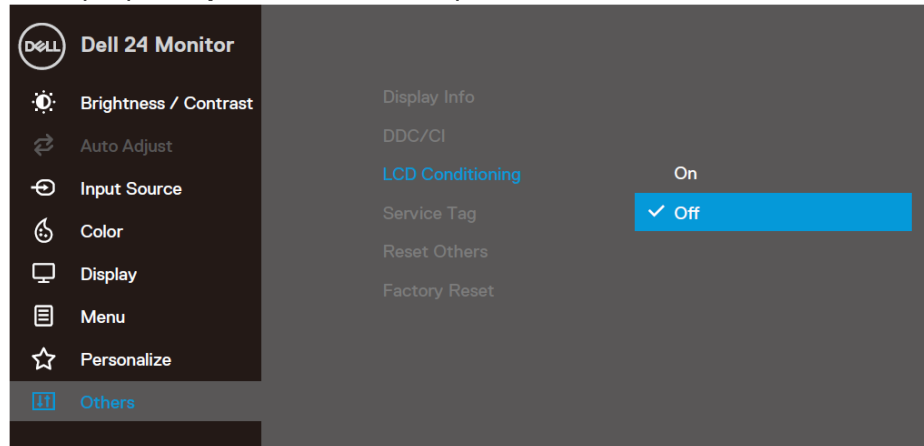 DELL
Dell 24 Monitor
Brightness / Contrast
Auto Adjust
Input Source
Color
Display
Menu
Personalize
Others
Display Info
DDC/CI
LCD Conditioning
Service Tag
Reset Others
Factory Reset
On
Off